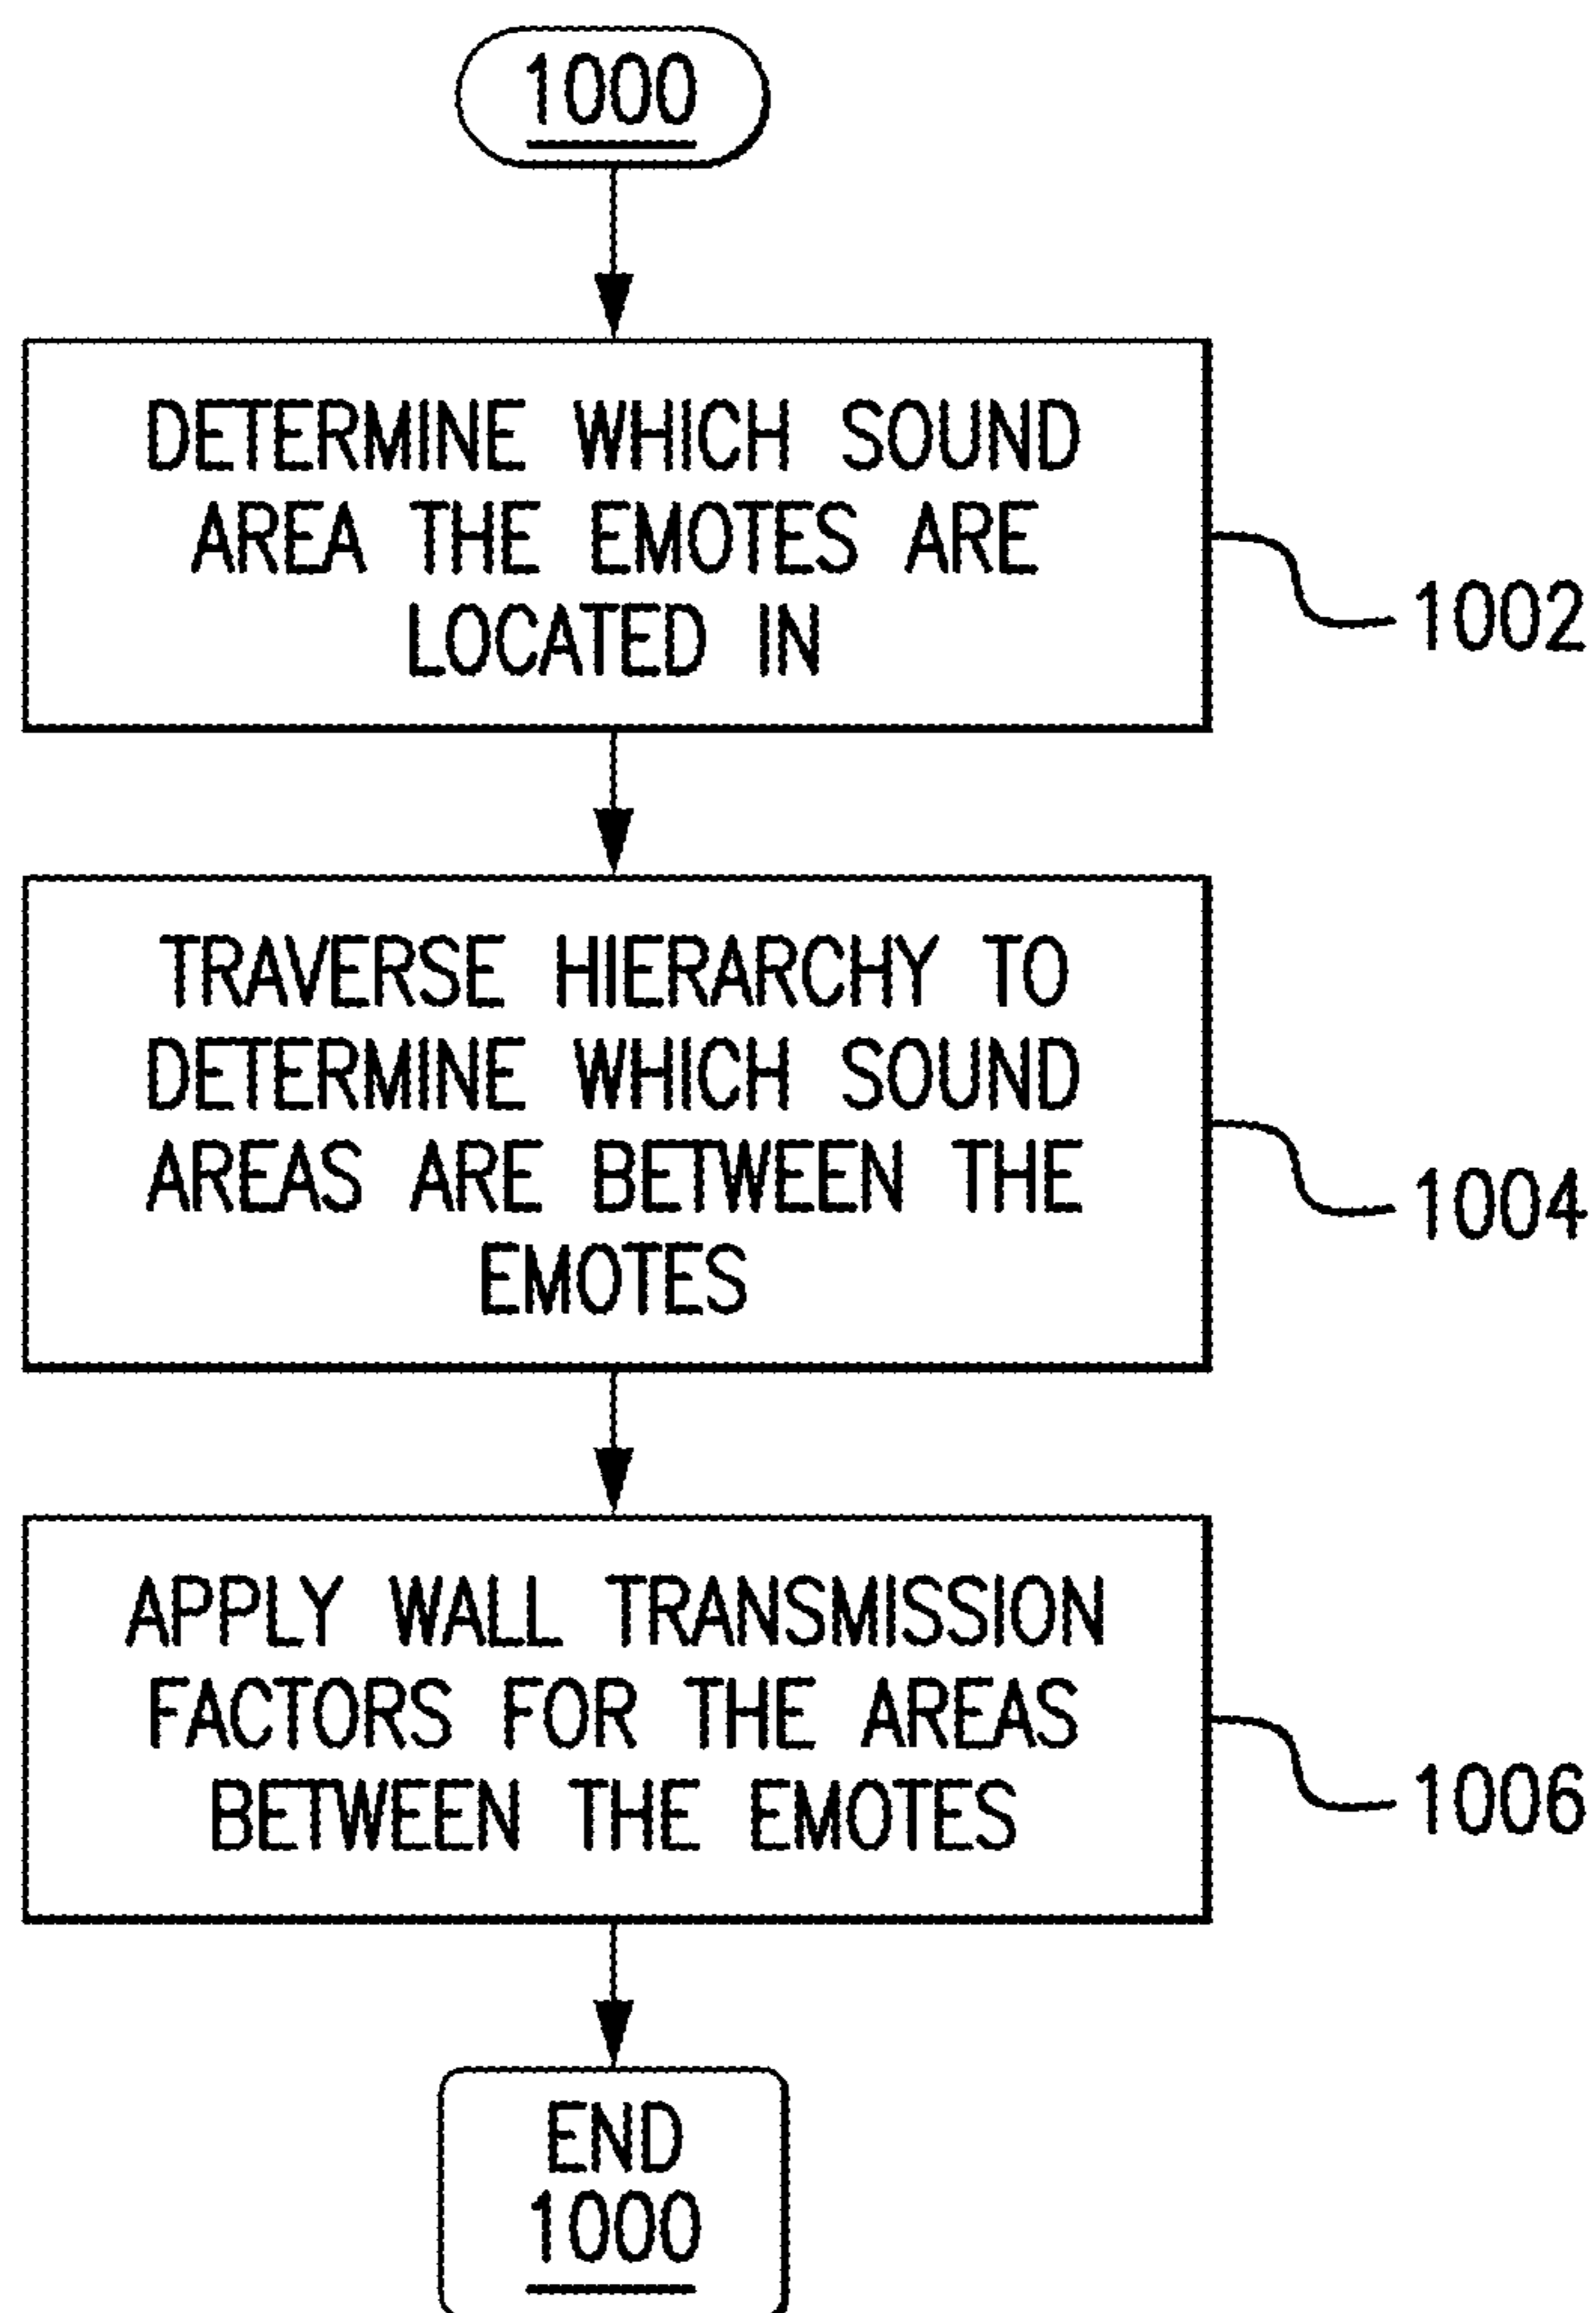 1000
DETERMINE WHICH SOUND
AREA THE EMOTES ARE
LOCATED IN
1002
TRAVERSE HIERARCHY TO
DETERMINE WHICH SOUND
AREAS ARE BETWEEN THE
EMOTES
1004
APPLY WALL TRANSMISSION
FACTORS FOR THE AREAS
BETWEEN THE EMOTES
1006
END
1000